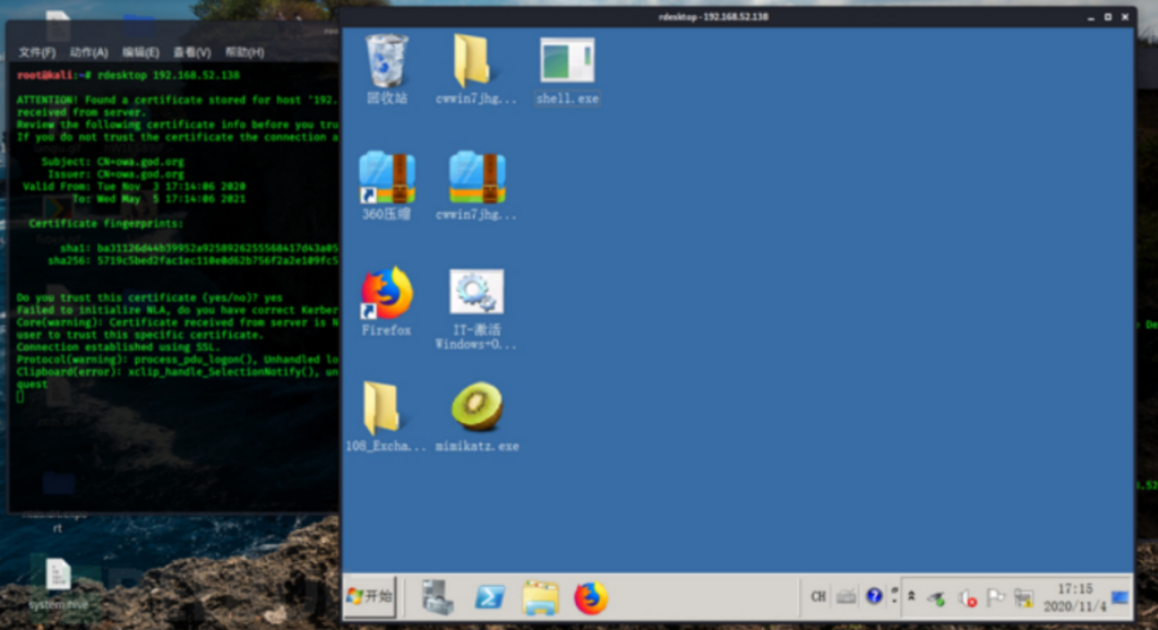 rdesktop - 192.168.52.138
文件(F) 动作(A) 编辑(E) 查看(V) 帮助(H)
root@kali:~# rdesktop 192.168.52.138
ATTENTION! Found a certificate stored for host '192.
received from server.
Review the following certificate info before you tru
If you do not trust the certificate the connection a
Subject: CN=owa.god.org
Issuer: CN=owa.god.org
Valid From: Tue Nov 3 17:14:06 2020
To: Wed May 5 17:14:06 2021
Certificate fingerprints:
sha1:
sha256:
Do you trust this certificate (yes/no)? yes
Failed to initialize NLA, do you have correct Kerber
Core(warning): Certificate received from server is N
user to trust this specific certificate.
Connection established using SSL.
Protocol(warning): process_pdu_logon(), Unhandled lo
Clipboard(error): xclip_handle_SelectionNotify(), un
quest
回收站
cwwin7jhg...
shell.exe
360压缩
cwwin7jhg...
Firefox
IT-激活
Windows+O...
108_Excha...
mimikatz.exe
rt
system.hive
开始
CH
17:15
2020/11/4